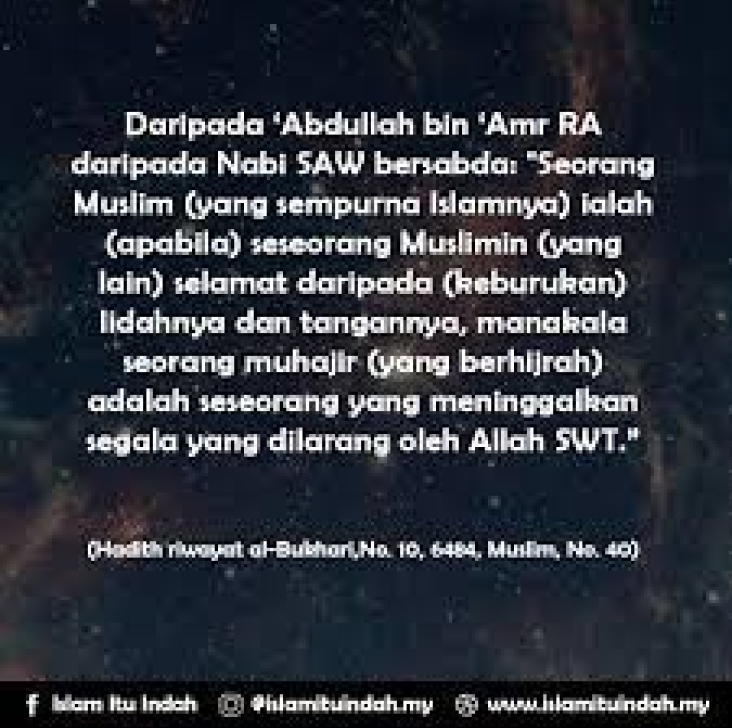 Daripada ‘Abdullah bin ‘Amr RA
daripada Nabi SAW bersabda: "Seorang
Muslim (yang sempurna Islamnya) ialah
(apabila) seseorang Muslimin (yang
lain) selamat daripada (keburukan)
lidahnya dan tangannya, manakala
seorang muhajir (yang berhijrah)
adalah seseorang yang meninggalkan
segala yang dilarang oleh Allah SWT."
(Hadith riwayat al-Bukhari,No. 10, 6484, Muslim, No. 40)
Islam Itu Indah #islamituindah.my www.islamituindah.my